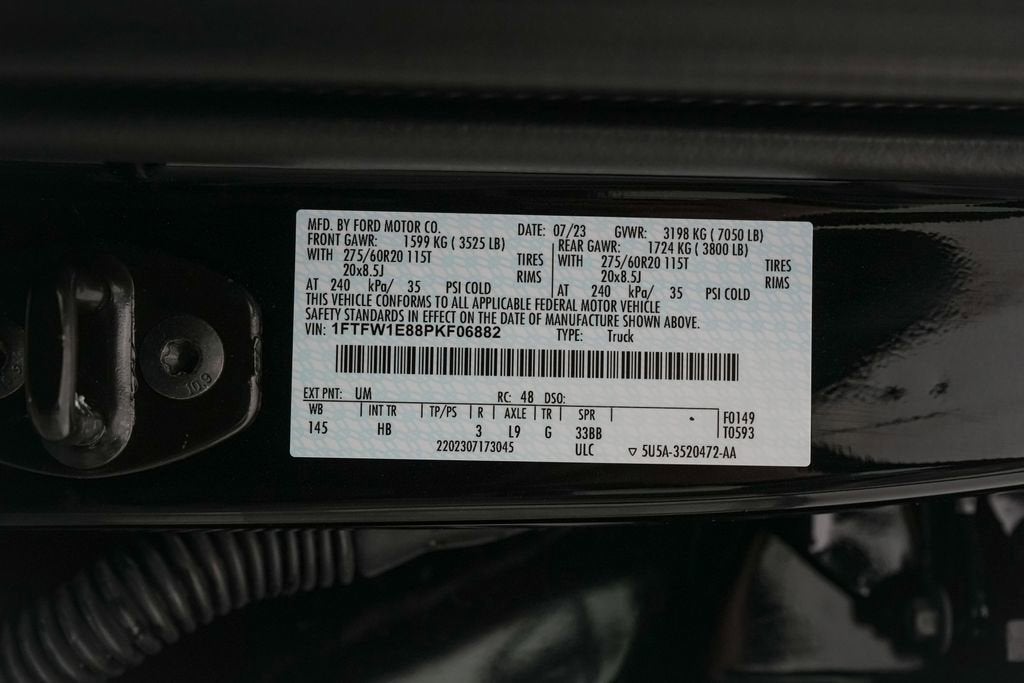 MFD. BY FORD MOTOR CO. DATE: 07/23 GVWR: 3198 KG ( 7050 LB)
FRONT GAWR: 1599 KG ( 3525 LB) REAR GAWR: 1724 KG ( 3800 LB)
WITH 275/60R20 115T TIRES WITH 275/60R20 115T TIRES
20x8.5J RIMS 20x8.5J RIMS
AT 240 kPa/ 35 PSI COLD AT 240 kPa/ 35 PSI COLD
THIS VEHICLE CONFORMS TO ALL APPLICABLE FEDERAL MOTOR VEHICLE
SAFETY STANDARDS IN EFFECT ON THE DATE OF MANUFACTURE SHOWN ABOVE.
VIN: 1FTFW1E88PKF06882 TYPE: Truck
EXT PNT: UM RC: 48 DSO:
WB INT TR TP/PS R AXLE TR SPR F0149
145 HB 3 L9 G 33BB T0593
2202307173045 ULC ▽ 5U5A-3520472-AA
10.9